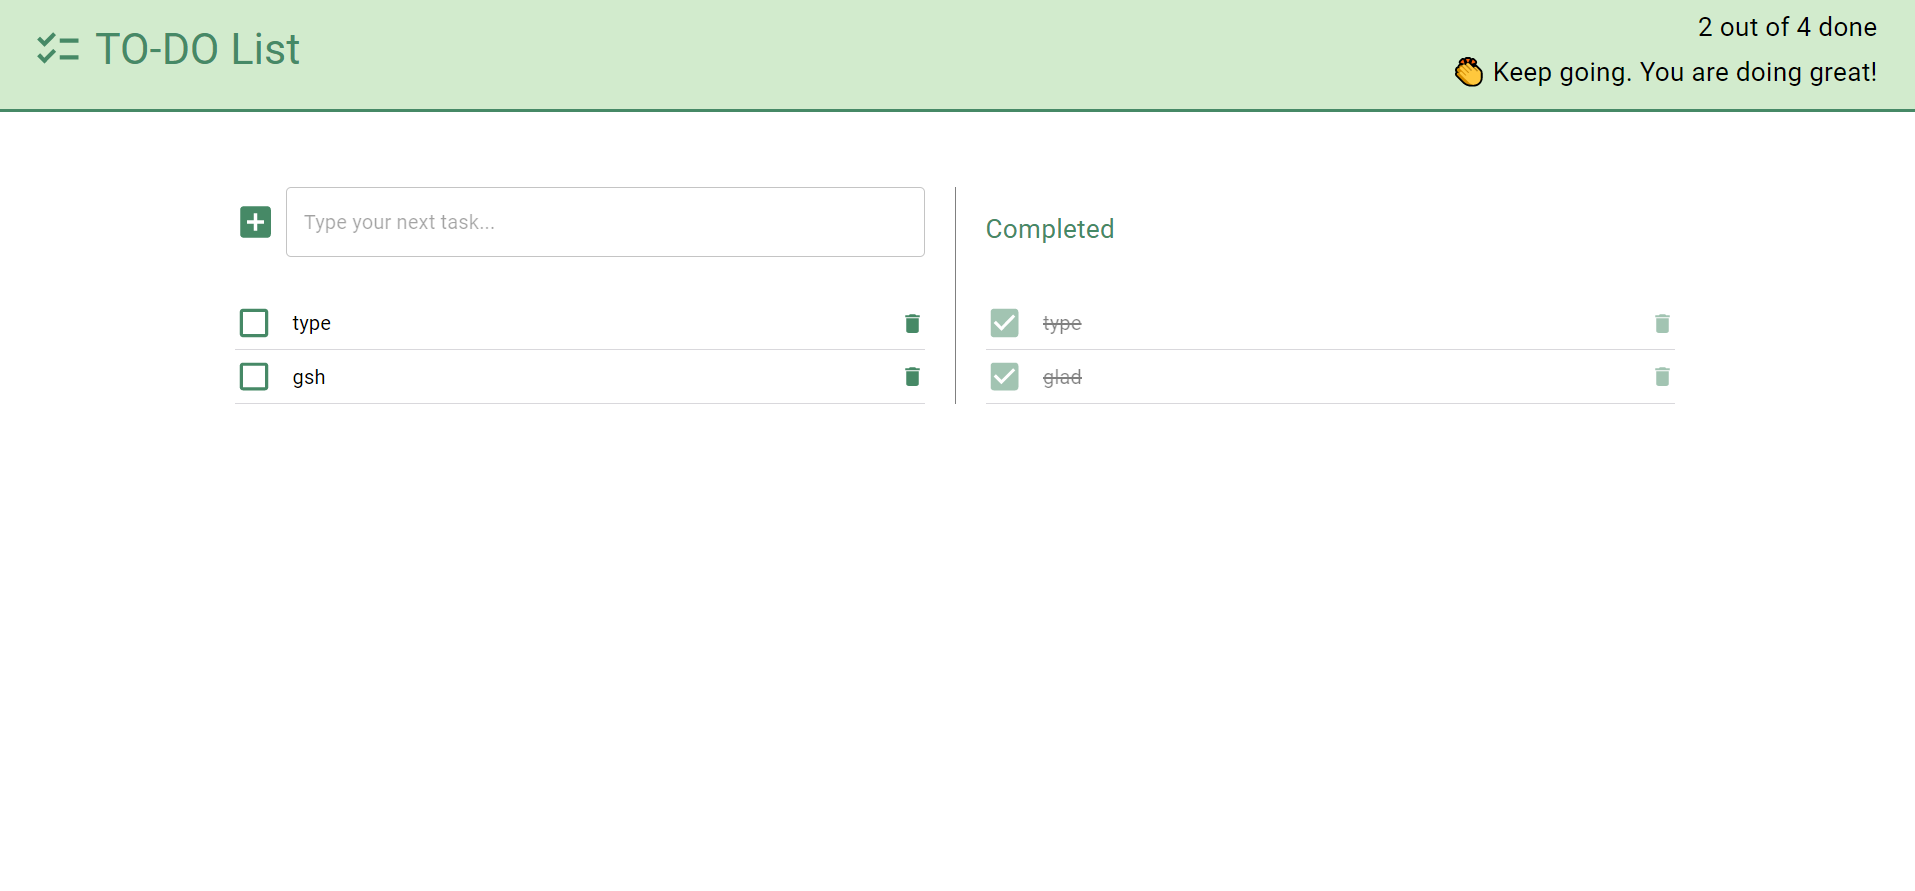 TO-DO List
2 out of 4 done
👏 Keep going. You are doing great!
Type your next task...
type
gsh
Completed
type
glad